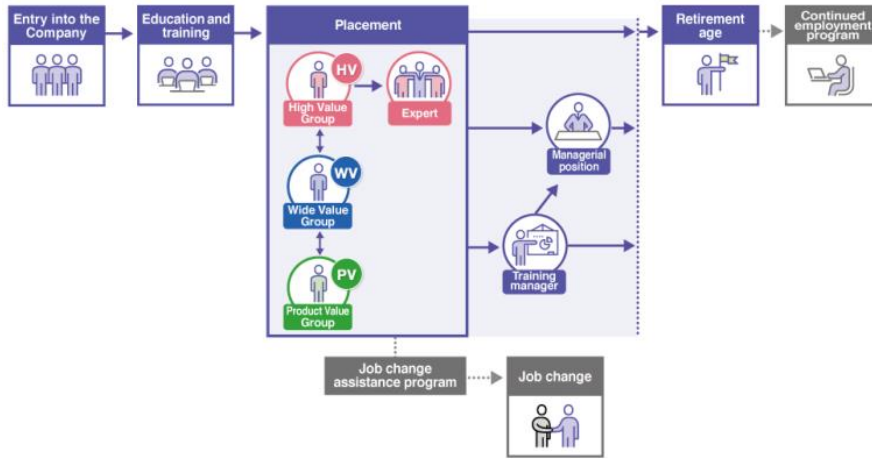 Entry into the
Company
Education and
training
Placement
Retirement
age
Continued
employment
program
HV
High Value
Group
Expert
WV
Wide Value
Group
PV
Product Value
Group
Managerial
position
Training
manager
Job change
assistance program
Job change